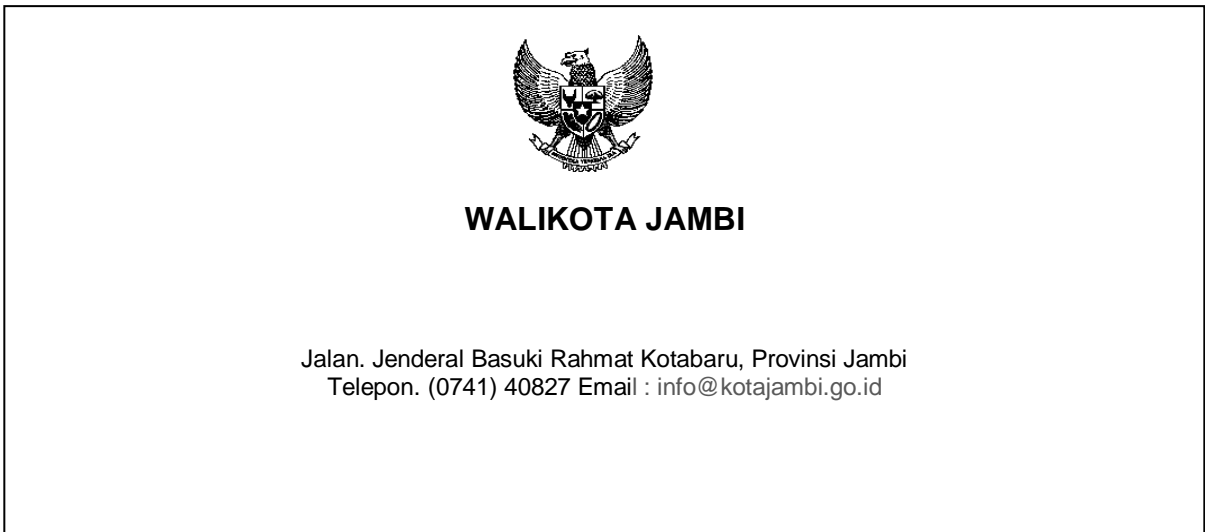 WALIKOTA JAMBI
Jalan. Jenderal Basuki Rahmat Kotabaru, Provinsi Jambi
Telepon. (0741) 40827 Email : info@kotajambi.go.id